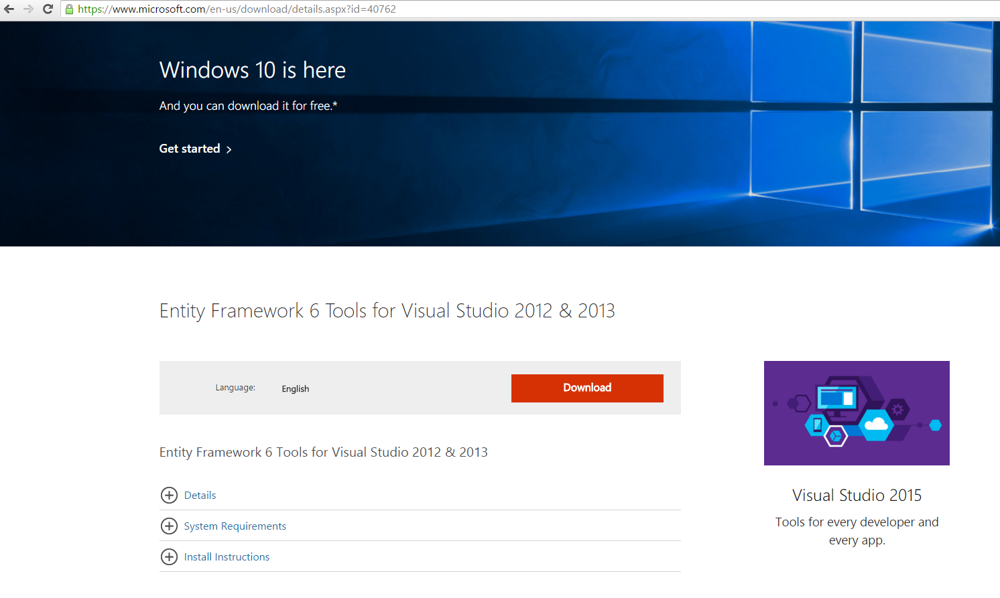 https://www.microsoft.com/en-us/download/details.aspx?id=40762
Windows 10 is here
And you can download it for free.*
Get started >
Entity Framework 6 Tools for Visual Studio 2012 & 2013
Language: English Download
Entity Framework 6 Tools for Visual Studio 2012 & 2013
Details
System Requirements
Install Instructions
Visual Studio 2015
Tools for every developer and
every app.